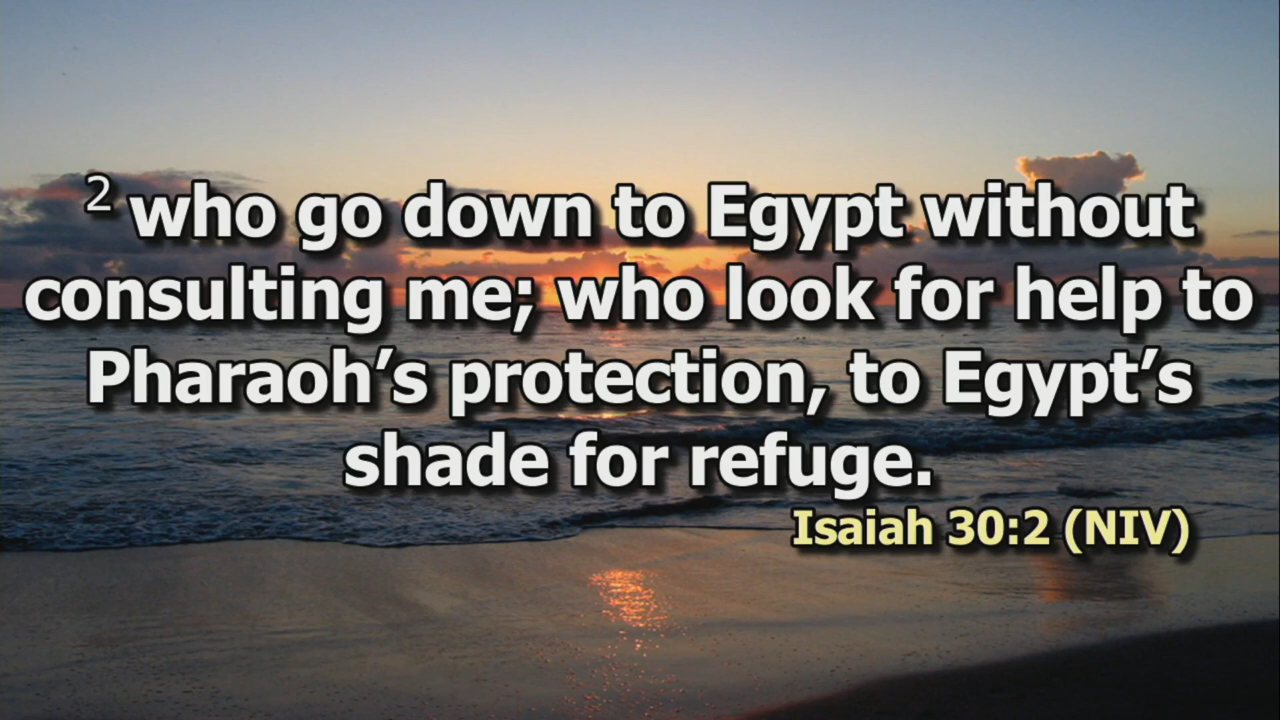 2 who go down to Egypt without
consulting me; who look for help to
Pharaoh’s protection, to Egypt’s
shade for refuge.
Isaiah 30:2 (NIV)